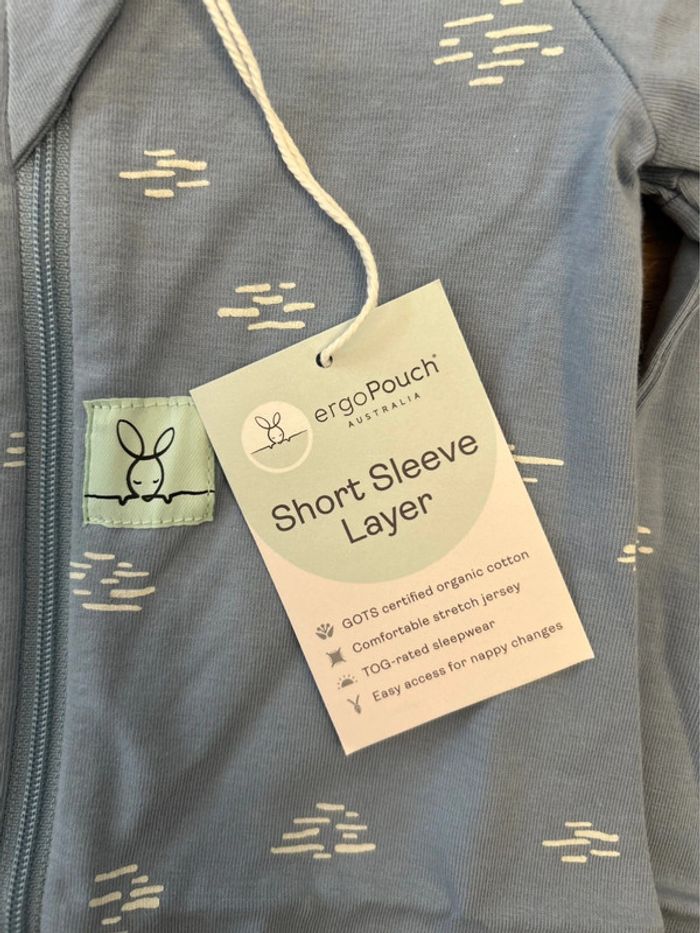 ergoPouch®
AUSTRALIA
Short Sleeve
Layer
GOTS certified organic cotton
Comfortable stretch jersey
TOG-rated sleepwear
Easy access for nappy changes